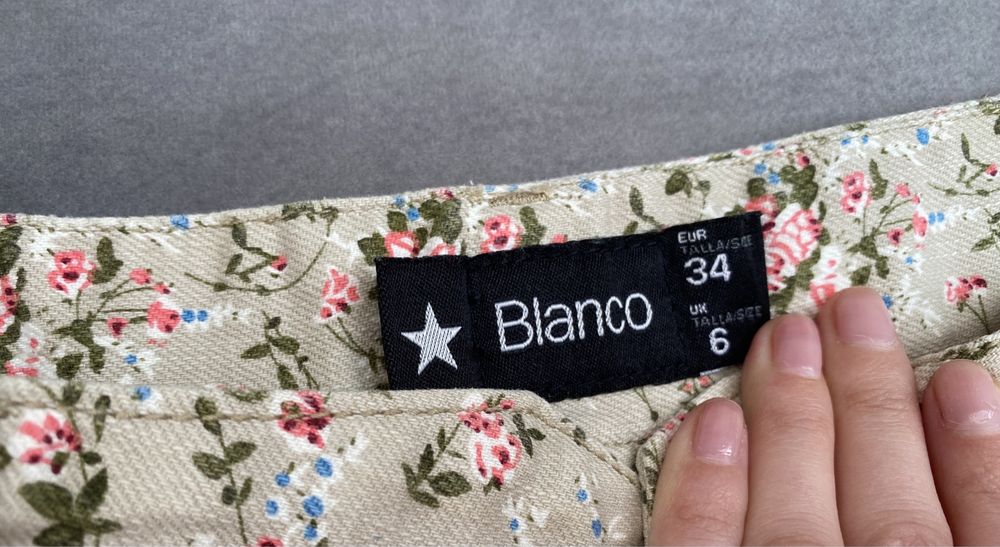 Blanco
EUR
TALLA/SIZE
34
UK
TALLA/SIZE
6